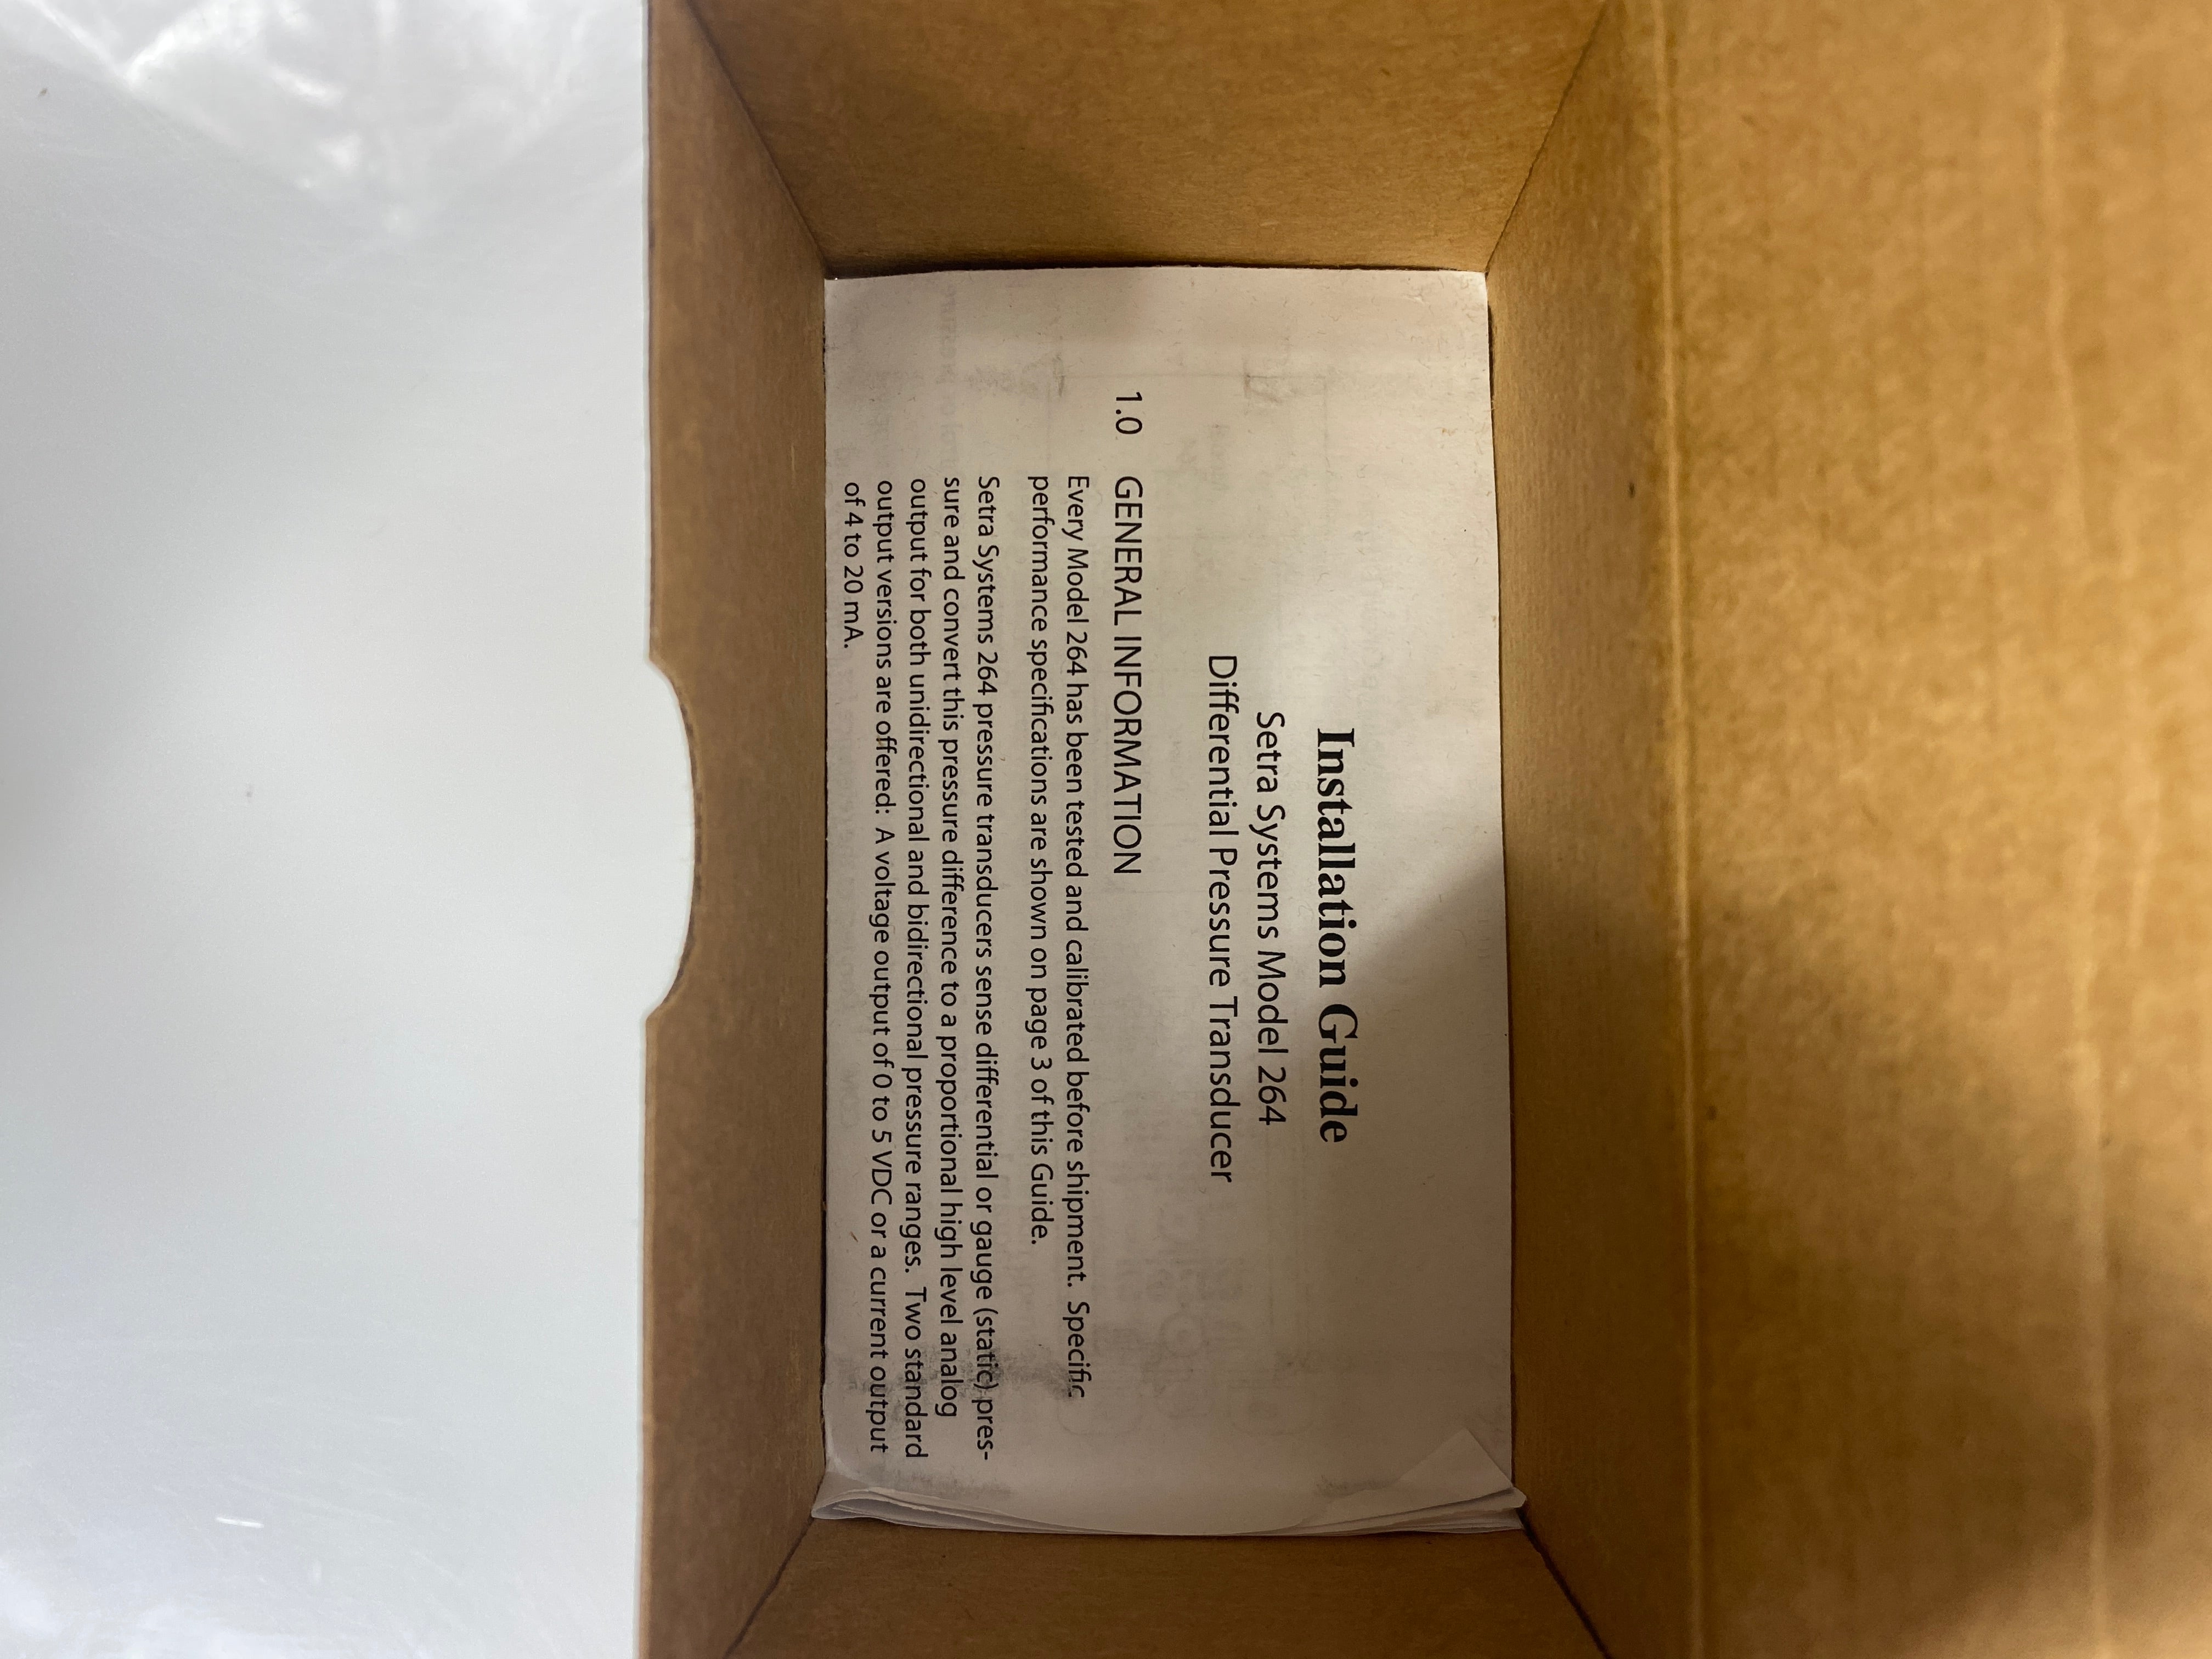 Installation Guide
Setra Systems Model 264
Differential Pressure Transducer
1.0 GENERAL INFORMATION
Every Model 264 has been tested and calibrated before shipment. Specific
performance specifications are shown on page 3 of this Guide.
Setra Systems 264 pressure transducers sense differential or gauge (static) pres-
sure and convert this pressure difference to a proportional high level analog
output for both unidirectional and bidirectional pressure ranges. Two standard
output versions are offered: A voltage output of 0 to 5 VDC or a current output
of 4 to 20 mA.